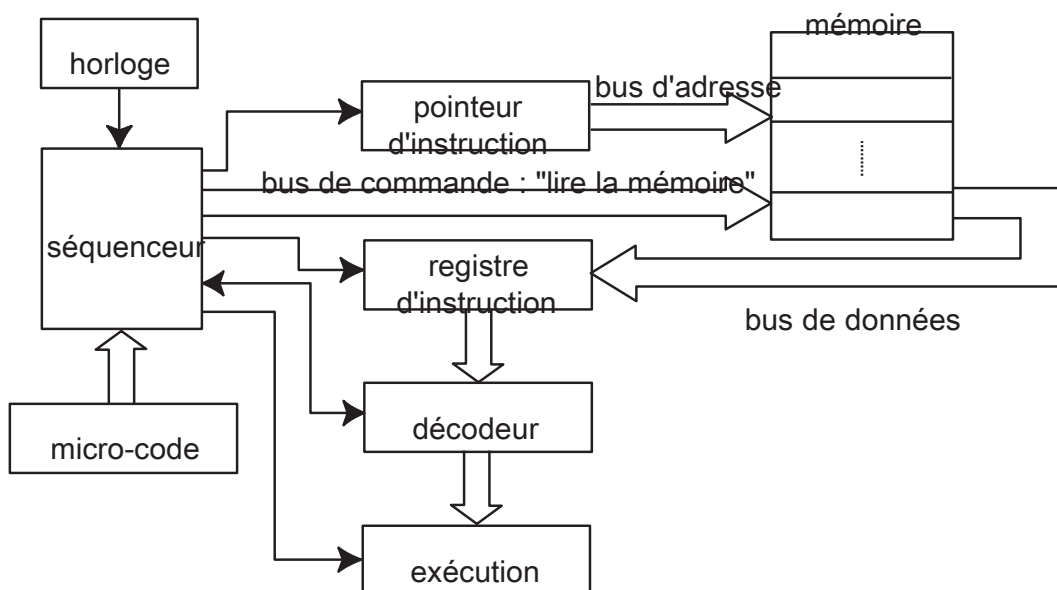 mémoire
horloge
bus d'adresse
pointeur
d'instruction
bus de commande : "lire la mémoire"
séquenceur
registre
d'instruction
bus de données
décodeur
micro-code
exécution